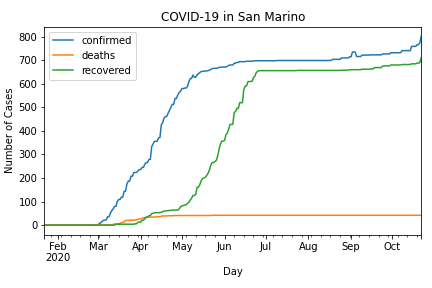 COVID-19 in San Marino
confirmed
deaths
recovered
Number of Cases
800
700
600
500
400
300
200
100
0
Feb Mar Apr May Jun Jul Aug Sep Oct
2020
Day